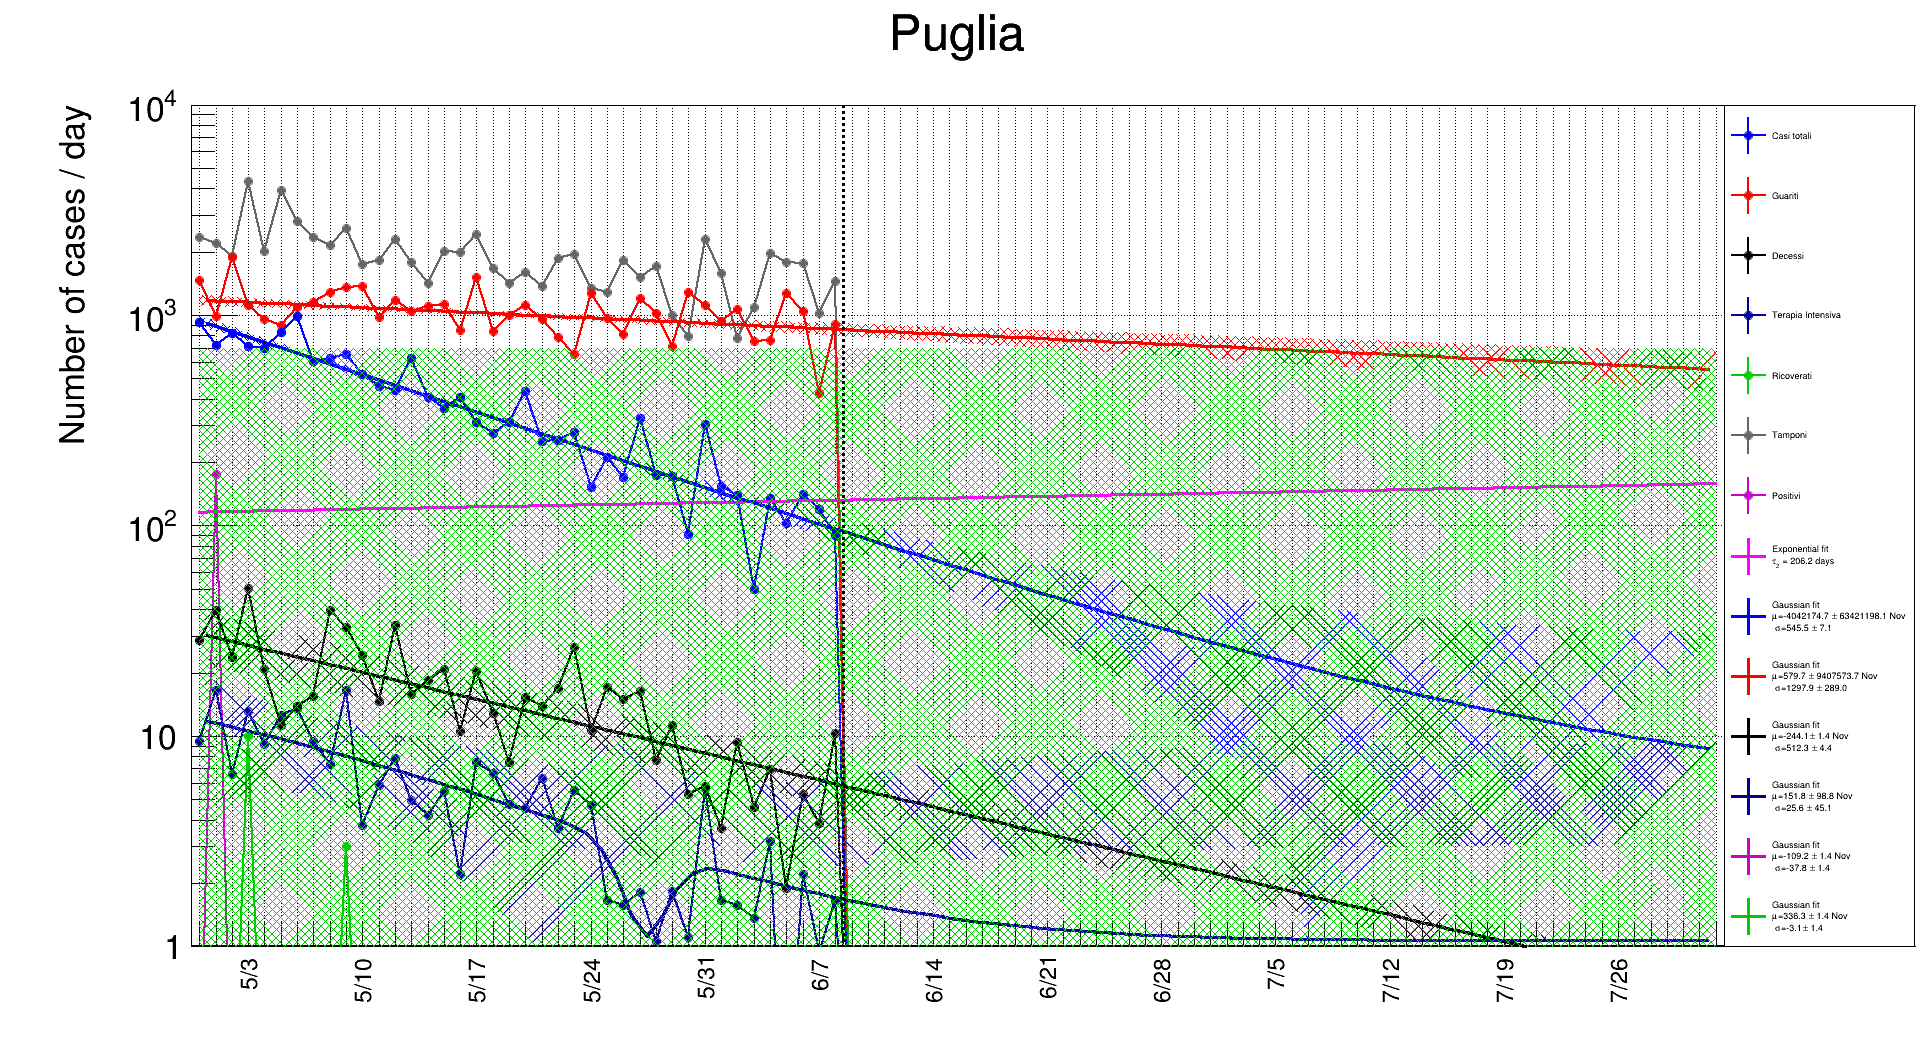 Puglia
Number of cases / day
10^4
10^3
10^2
10
1
5/3
5/10
5/17
5/24
5/31
6/7
6/14
6/21
6/28
7/5
7/12
7/19
7/26
Casi totali
Guariti
Decessi
Terapia Intensiva
Ricoverati
Tamponi
Positivi
Exponential fit
τ_2 = 206.2 days
Gaussian fit
μ=-4042174.7 ± 63421198.1 Nov
σ=545.5 ± 7.1
Gaussian fit
μ=579.7 ± 9407573.7 Nov
σ=1297.9 ± 289.0
Gaussian fit
μ=-244.1 ± 1.4 Nov
σ=512.3 ± 4.4
Gaussian fit
μ=151.8 ± 98.8 Nov
σ=25.6 ± 45.1
Gaussian fit
μ=-109.2 ± 1.4 Nov
σ=-37.8 ± 1.4
Gaussian fit
μ=336.3 ± 1.4 Nov
σ=-3.1 ± 1.4